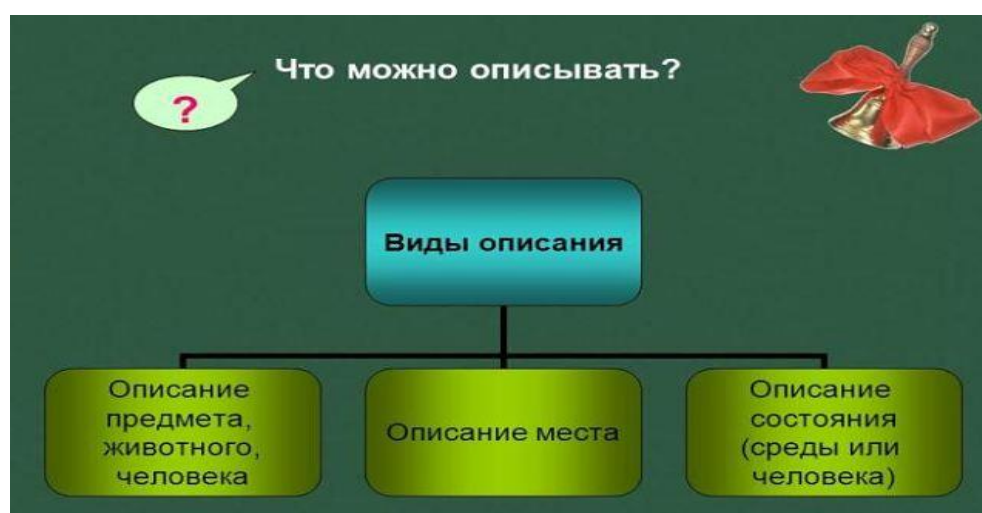 Что можно описывать?
?
Виды описания
Описание
предмета,
животного,
человека
Описание места
Описание
состояния
(среды или
человека)